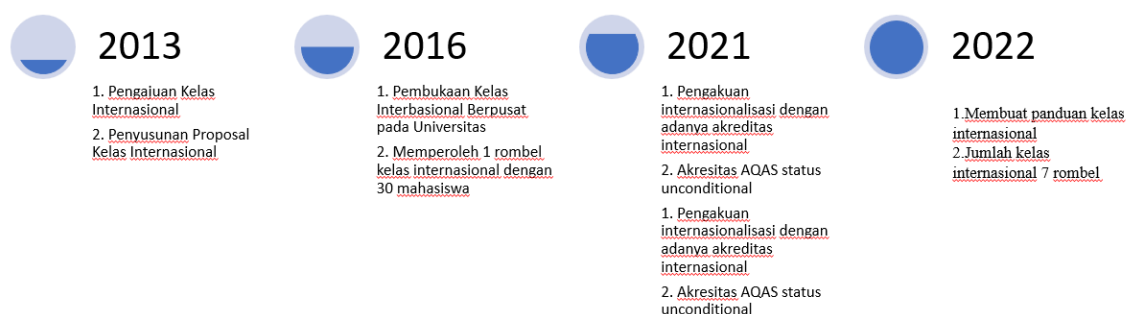 2013
1. Pengajuan Kelas
Internasional
2. Penyusunan Proposal
Kelas Internasional
2016
1. Pembukaan Kelas
Interbasional Berpusat
pada Universitas
2. Memperoleh 1 rombel
kelas internasional dengan
30 mahasiswa
2021
1. Pengakuan
internasionalisasi dengan
adanya akreditas
internasional
2. Akresitas AQAS status
unconditional
1. Pengakuan
internasionalisasi dengan
adanya akreditas
internasional
2. Akresitas AQAS status
unconditional
2022
1.Membuat panduan kelas
internasional
2.Jumlah kelas
internasional 7 rombel